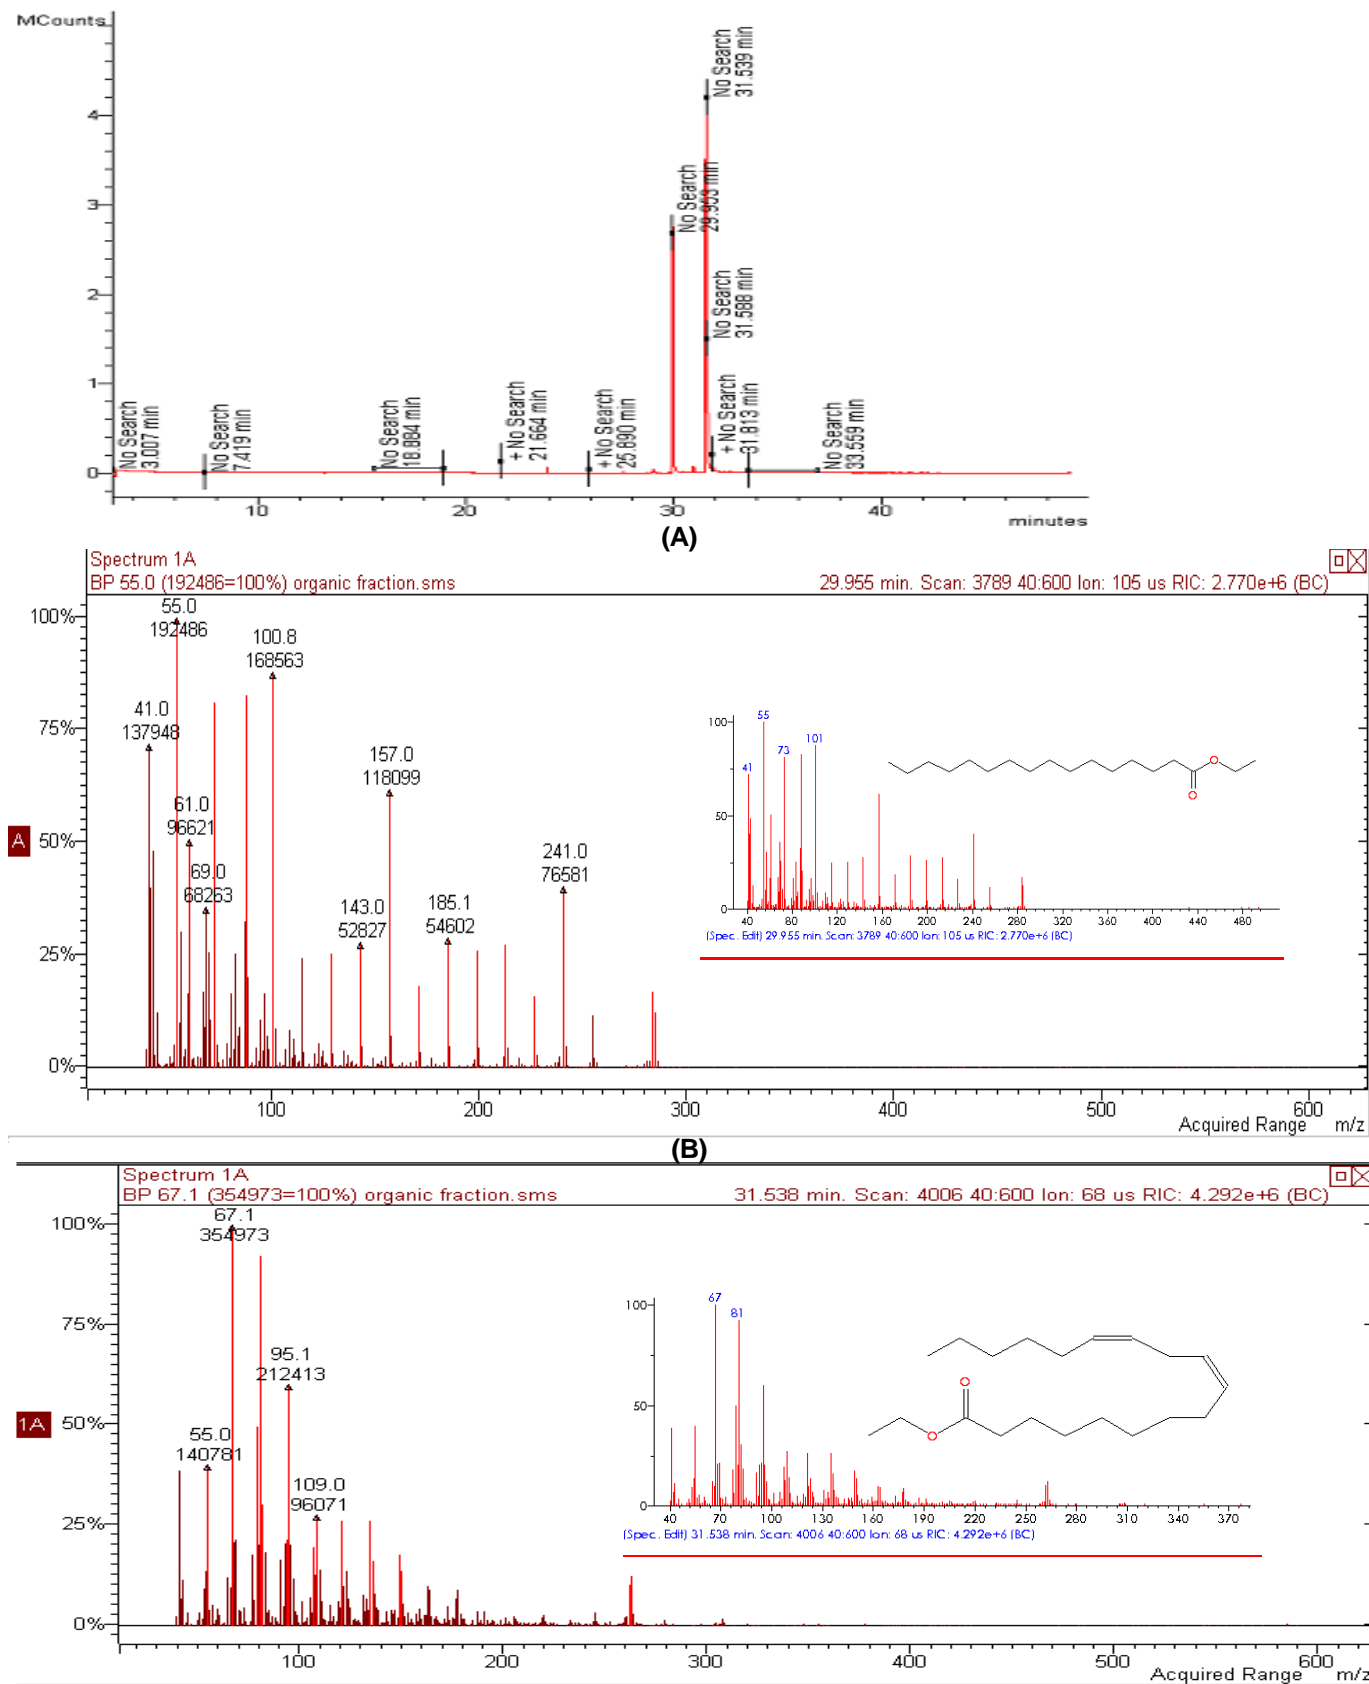 MCounts
4
3
2
1
0
No Search
3.007 min
No Search
7.419 min
No Search
18.884 min
+ No Search
21.664 min
+ No Search
25.890 min
No Search
29.953 min
No Search
31.539 min
No Search
31.588 min
+ No Search
31.813 min
No Search
33.559 min
10 20 30 40
minutes
(A)
Spectrum 1A
BP 55.0 (192486=100%) organic fraction.sms 29.955 min. Scan: 3789 40:600 Ion: 105 us RIC: 2.770e+6 (BC)
100%
75%
50%
25%
0%
A
41.0
137948
55.0
192486
61.0
96621
69.0
68263
100.8
168563
143.0
52827
157.0
118099
185.1
54602
241.0
76581
100
50
0
41
55
73
101
O
O
40 80 120 160 200 240 280 320 360 400 440 480
(Spec. Edit) 29.955 min. Scan: 3789 40:600 Ion: 105 us RIC: 2.770e+6 (BC)
100 200 300 400 500 600
Acquired Range m/z
(B)
Spectrum 1A
BP 67.1 (354973=100%) organic fraction.sms 31.538 min. Scan: 4006 40:600 Ion: 68 us RIC: 4.292e+6 (BC)
100%
75%
50%
25%
0%
1A
55.0
140781
67.1
354973
95.1
212413
109.0
96071
100
50
0
67
81
O
O
40 70 100 130 160 190 220 250 280 310 340 370
(Spec. Edit) 31.538 min. Scan: 4006 40:600 Ion: 68 us RIC: 4.292e+6 (BC)
100 200 300 400 500 600
Acquired Range m/z